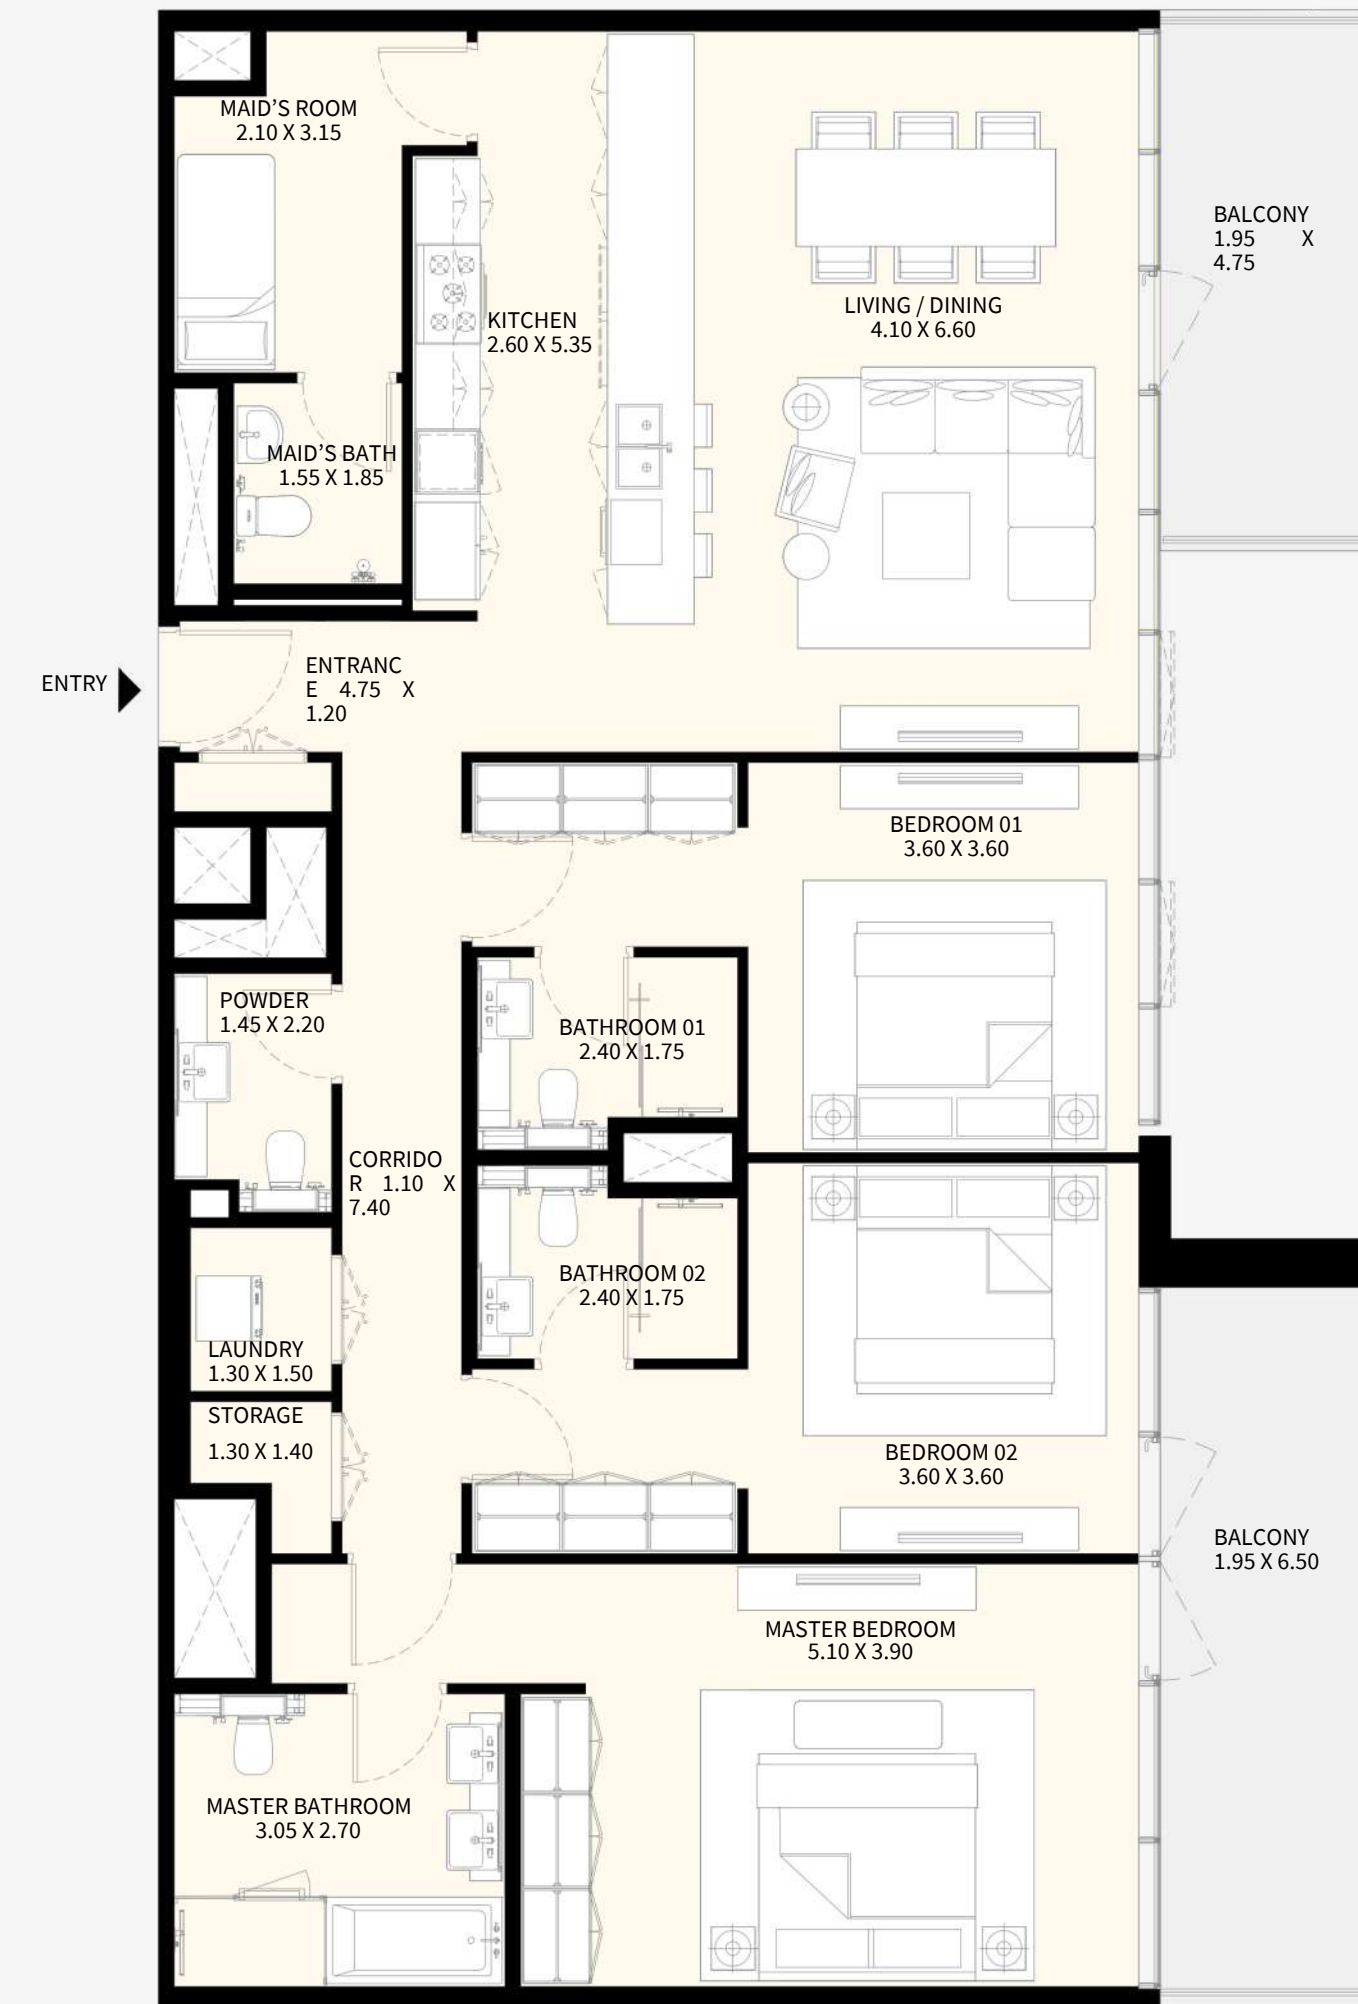 MAID’S ROOM
2.10 X 3.15
BALCONY
1.95 X
4.75
LIVING / DINING
4.10 X 6.60
KITCHEN
2.60 X 5.35
MAID’S BATH
1.55 X 1.85
ENTRY
ENTRANC
E 4.75 X
1.20
BEDROOM 01
3.60 X 3.60
POWDER
1.45 X 2.20
BATHROOM 01
2.40 X 1.75
CORRIDO
R 1.10 X
7.40
BATHROOM 02
2.40 X 1.75
LAUNDRY
1.30 X 1.50
STORAGE
1.30 X 1.40
BEDROOM 02
3.60 X 3.60
BALCONY
1.95 X 6.50
MASTER BEDROOM
5.10 X 3.90
MASTER BATHROOM
3.05 X 2.70